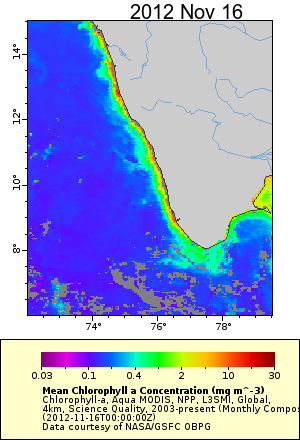 2012 Nov 16
14°
12°
10°
8°
74° 76° 78°
0.03 0.1 0.4 1 2 4 10 30
Mean Chlorophyll a Concentration (mg m^-3)
Chlorophyll-a, Aqua MODIS, NPP, L3SMI, Global,
4km, Science Quality, 2003-present (Monthly Compos
(2012-11-16T00:00:00Z)
Data courtesy of NASA/GSFC OBPG